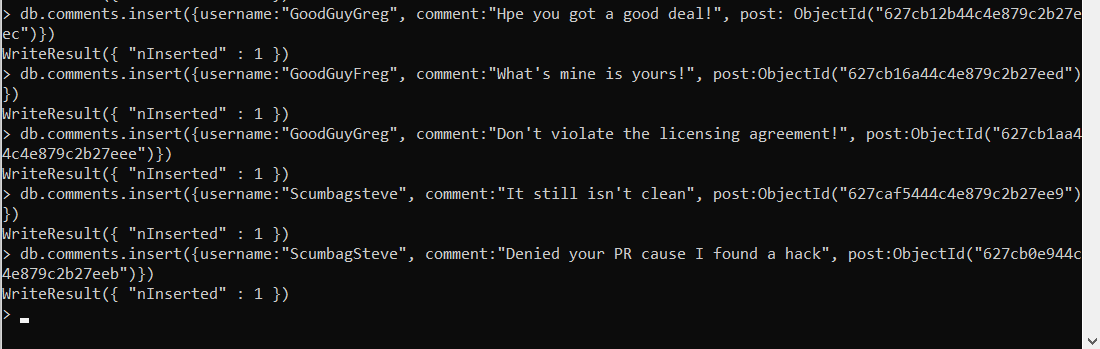 > db.comments.insert({username:"GoodGuyGreg", comment:"Hpe you got a good deal!", post: ObjectId("627cb12b44c4e879c2b27e
ec")})
WriteResult({ "nInserted" : 1 })
> db.comments.insert({username:"GoodGuyFreg", comment:"What's mine is yours!", post:ObjectId("627cb16a44c4e879c2b27eed")
})
WriteResult({ "nInserted" : 1 })
> db.comments.insert({username:"GoodGuyGreg", comment:"Don't violate the licensing agreement!", post:ObjectId("627cb1aa4
4c4e879c2b27eee")})
WriteResult({ "nInserted" : 1 })
> db.comments.insert({username:"Scumbagsteve", comment:"It still isn't clean", post:ObjectId("627caf5444c4e879c2b27ee9")
})
WriteResult({ "nInserted" : 1 })
> db.comments.insert({username:"ScumbagSteve", comment:"Denied your PR cause I found a hack", post:ObjectId("627cb0e944c
4e879c2b27eeb")})
WriteResult({ "nInserted" : 1 })
>